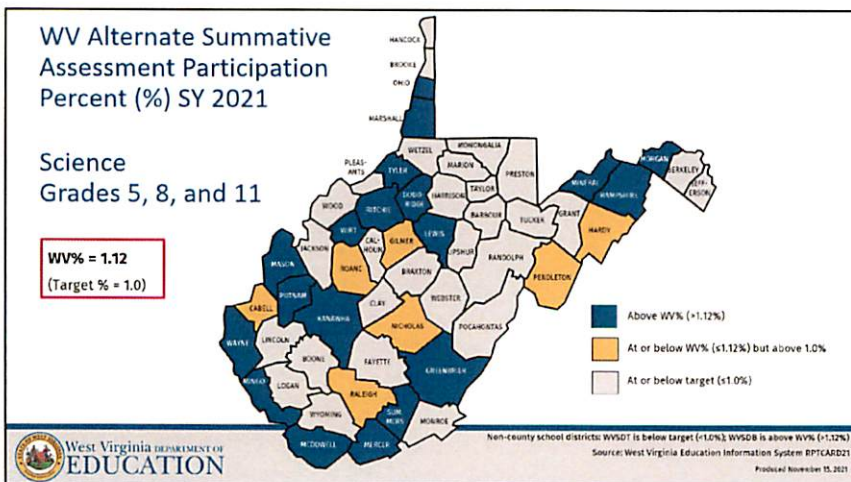 WV Alternate Summative
Assessment Participation
Percent (%) SY 2021
Science
Grades 5, 8, and 11
WV% = 1.12
(Target % = 1.0)
HANCOCK
BROOKE
OHIO
MARSHALL
WETZEL
MONONGALIA
MORGAN
PLEAS-
ANTS
TYLER
MARION
PRESTON
MINERAL
HAMPSHIRE
BERKELEY
JEFF-
ERSON
WOOD
RITCHIE
DODD-
RIDGE
HARRISON
TAYLOR
BARBOUR
TUCKER
GRANT
HARDY
WIRT
JACKSON
CAL-
HOUN
GILMER
LEWIS
UPSHUR
RANDOLPH
MASON
ROANE
BRAXTON
PENDLETON
PUTNAM
CABELL
KANAWHA
CLAY
WEBSTER
NICHOLAS
POCAHONTAS
WAYNE
LINCOLN
BOONE
FAYETTE
GREENBRIER
MINGO
LOGAN
RALEIGH
WYOMING
SUM-
MERS
MONROE
MCDOWELL
MERCER
Above WV% (>1.12%)
At or below WV% (≤1.12%) but above 1.0%
At or below target (≤1.0%)
West Virginia DEPARTMENT OF
EDUCATION
Non-county school districts: WVSDT is below target (<1.0%); WVSDB is above WV% (>1.12%)
Source: West Virginia Education Information System RPTCARD21
Produced November 15, 2021